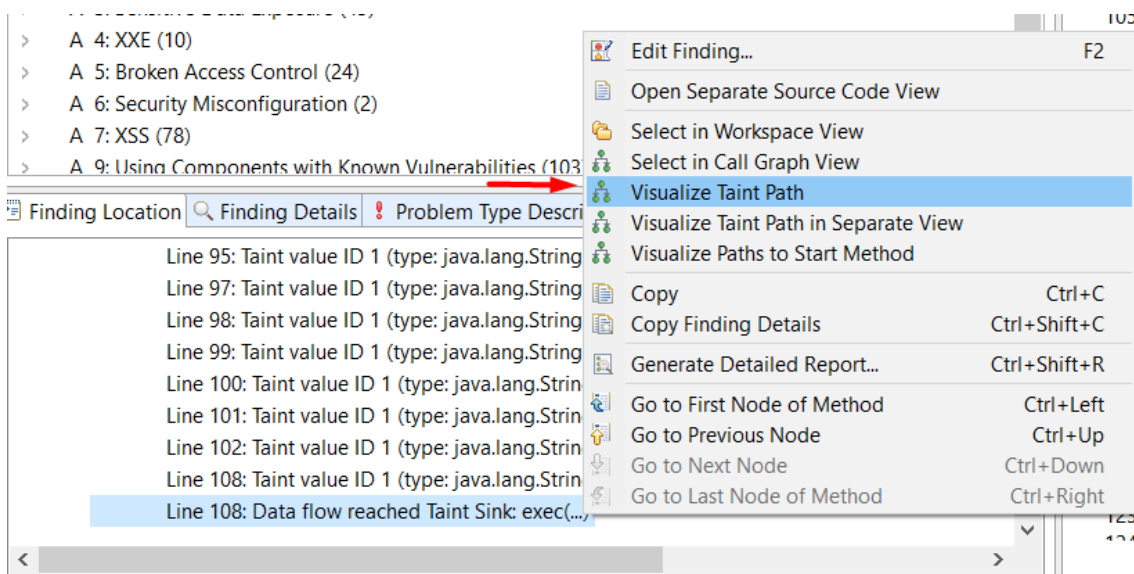 A 4: XXE (10)
A 5: Broken Access Control (24)
A 6: Security Misconfiguration (2)
A 7: XSS (78)
A 9: Using Components with Known Vulnerabilities (103)
Finding Location Finding Details Problem Type Descri
Line 95: Taint value ID 1 (type: java.lang.String
Line 97: Taint value ID 1 (type: java.lang.String
Line 98: Taint value ID 1 (type: java.lang.String
Line 99: Taint value ID 1 (type: java.lang.String
Line 100: Taint value ID 1 (type: java.lang.Strin
Line 101: Taint value ID 1 (type: java.lang.Strin
Line 102: Taint value ID 1 (type: java.lang.Strin
Line 108: Taint value ID 1 (type: java.lang.Strin
Line 108: Data flow reached Taint Sink: exec(...)
Edit Finding... F2
Open Separate Source Code View
Select in Workspace View
Select in Call Graph View
Visualize Taint Path
Visualize Taint Path in Separate View
Visualize Paths to Start Method
Copy Ctrl+C
Copy Finding Details Ctrl+Shift+C
Generate Detailed Report... Ctrl+Shift+R
Go to First Node of Method Ctrl+Left
Go to Previous Node Ctrl+Up
Go to Next Node Ctrl+Down
Go to Last Node of Method Ctrl+Right